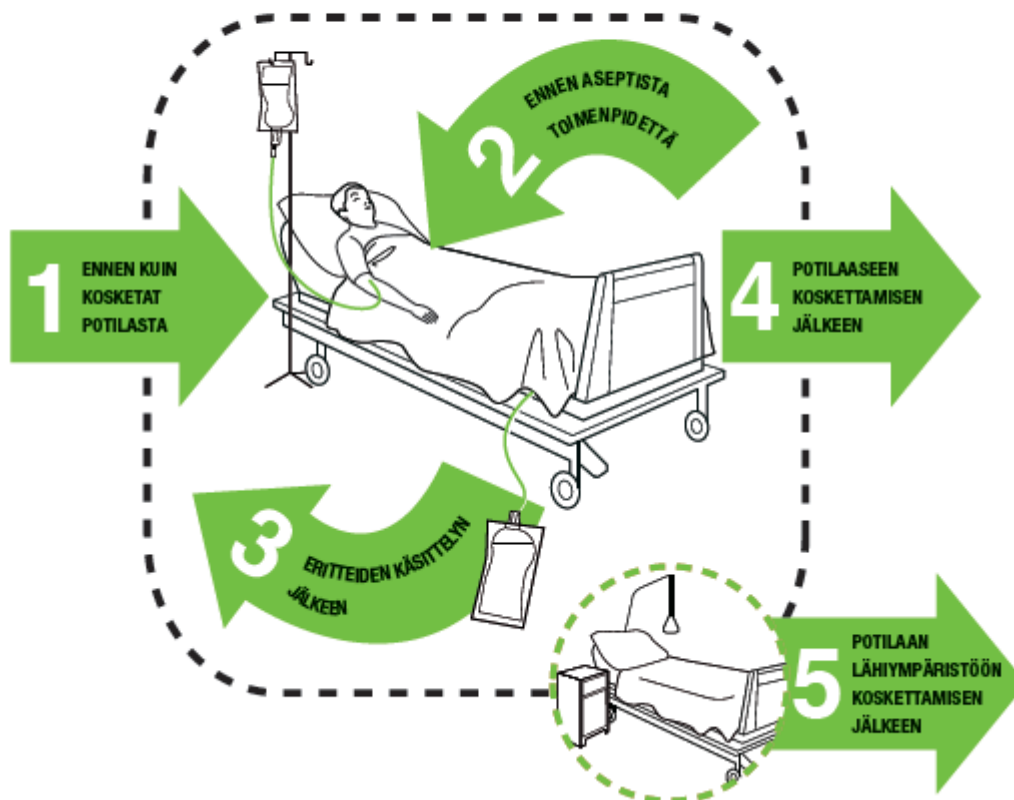 1
ENNEN KUIN
KOSKETAT
POTILASTA
2
ENNEN ASEPTISTA
TOIMENPIDETTÄ
3
ERITTEIDEN KÄSITTELYN
JÄLKEEN
4
POTILAASEEN
KOSKETTAMISEN
JÄLKEEN
5
POTILAAN
LÄHIYMPÄRISTÖÖN
KOSKETTAMISEN
JÄLKEEN